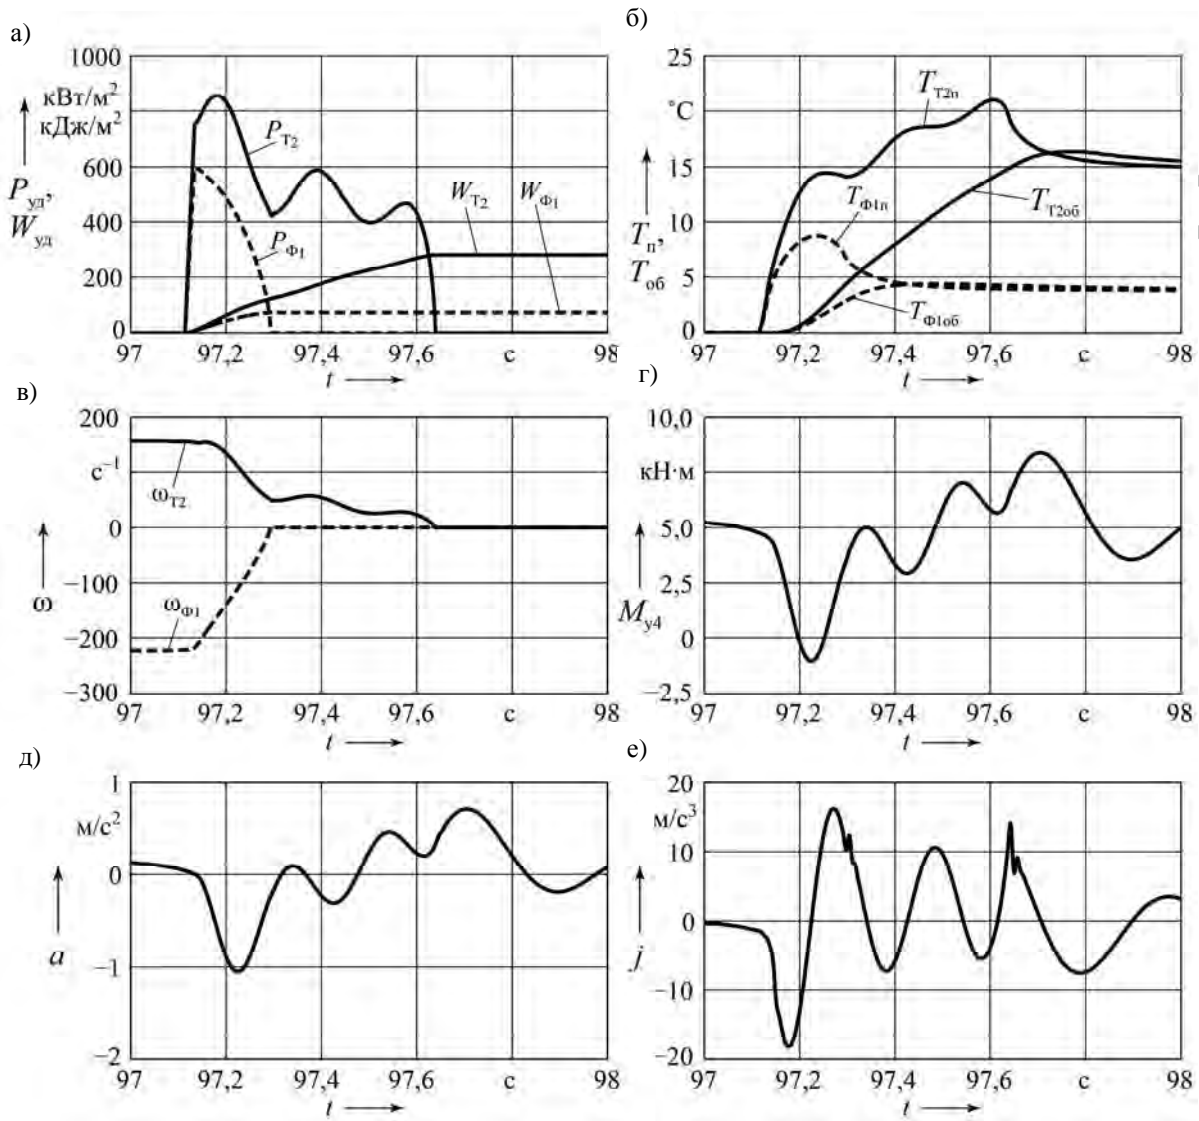 а)
1000
кВт/м²
кДж/м²
600
P_уд,
W_уд
400
200
0
P_Т2
P_Ф1
W_Т2
W_Ф1
97
97,2
97,4
97,6
с
98
t
б)
25
°C
15
10
5
0
T_п,
T_об
T_Т2п
T_Ф1п
T_Т2об
T_Ф1об
97
97,2
97,4
97,6
с
98
t
в)
200
с⁻¹
0
−100
−200
−300
ω
ω_Т2
ω_Ф1
97
97,2
97,4
97,6
с
98
t
г)
10,0
кН·м
5,0
2,5
0
−2,5
M_у4
97
97,2
97,4
97,6
с
98
t
д)
1
м/с²
0
−1
−2
a
97
97,2
97,4
97,6
с
98
t
е)
20
м/с³
10
0
−10
−20
j
97
97,2
97,4
97,6
с
98
t